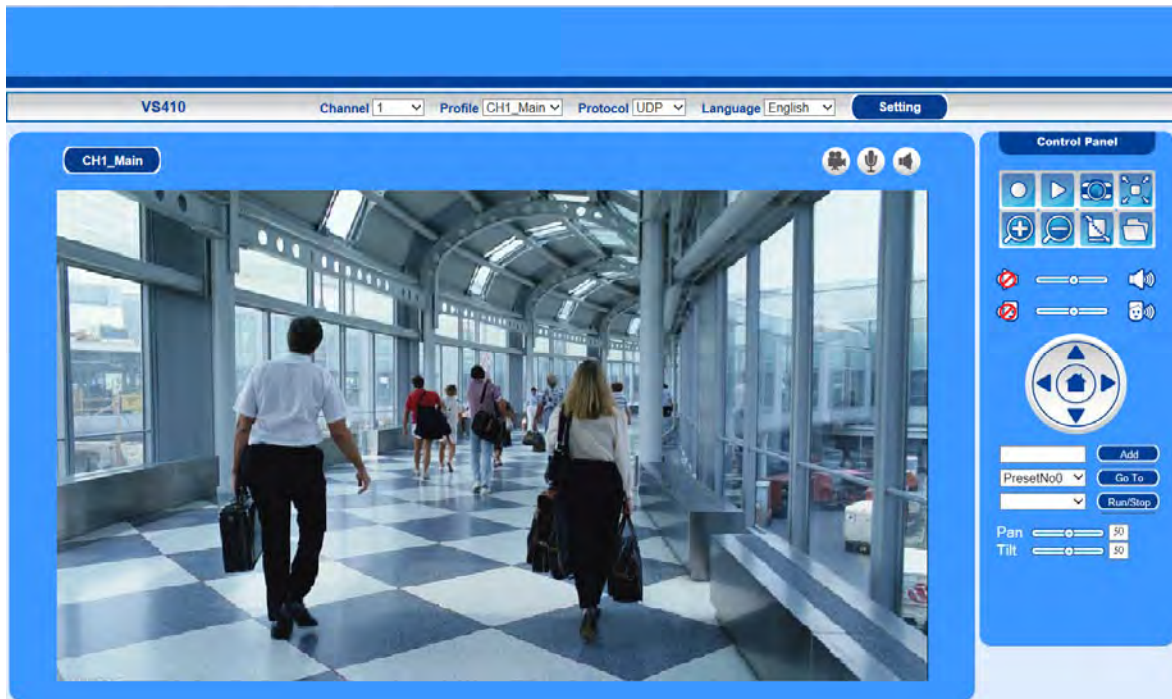 VS410 Channel 1 Profile CH1_Main Protocol UDP Language English Setting
CH1_Main
Control Panel
Add
PresetNo0 Go To
Run/Stop
Pan 50
Tilt 50